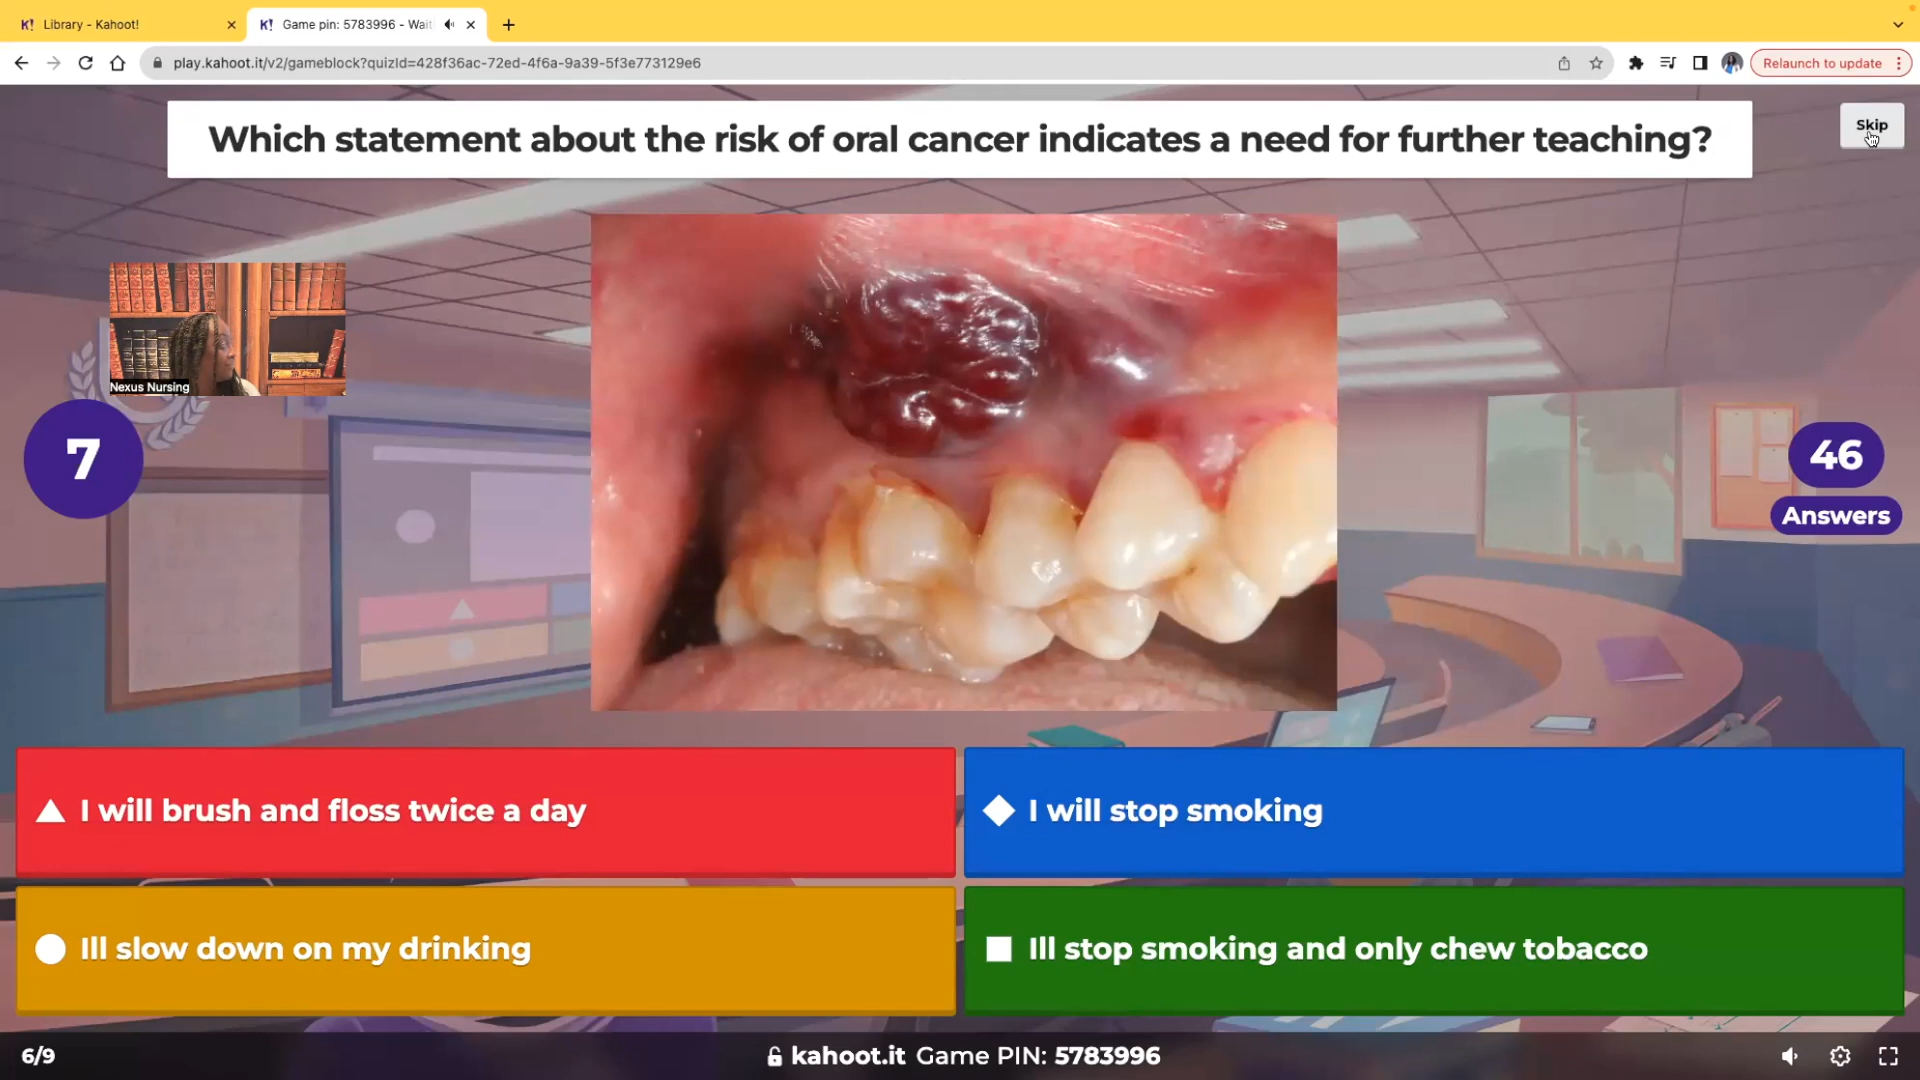 Library - Kahoot!
Game pin: 5783996 - Wait
play.kahoot.it/v2/gameblock?quizId=428f36ac-72ed-4f6a-9a39-5f3e773129e6
Relaunch to update
Which statement about the risk of oral cancer indicates a need for further teaching?
Skip
Nexus Nursing
7
46
Answers
I will brush and floss twice a day
I will stop smoking
Ill slow down on my drinking
Ill stop smoking and only chew tobacco
6/9
kahoot.it Game PIN: 5783996